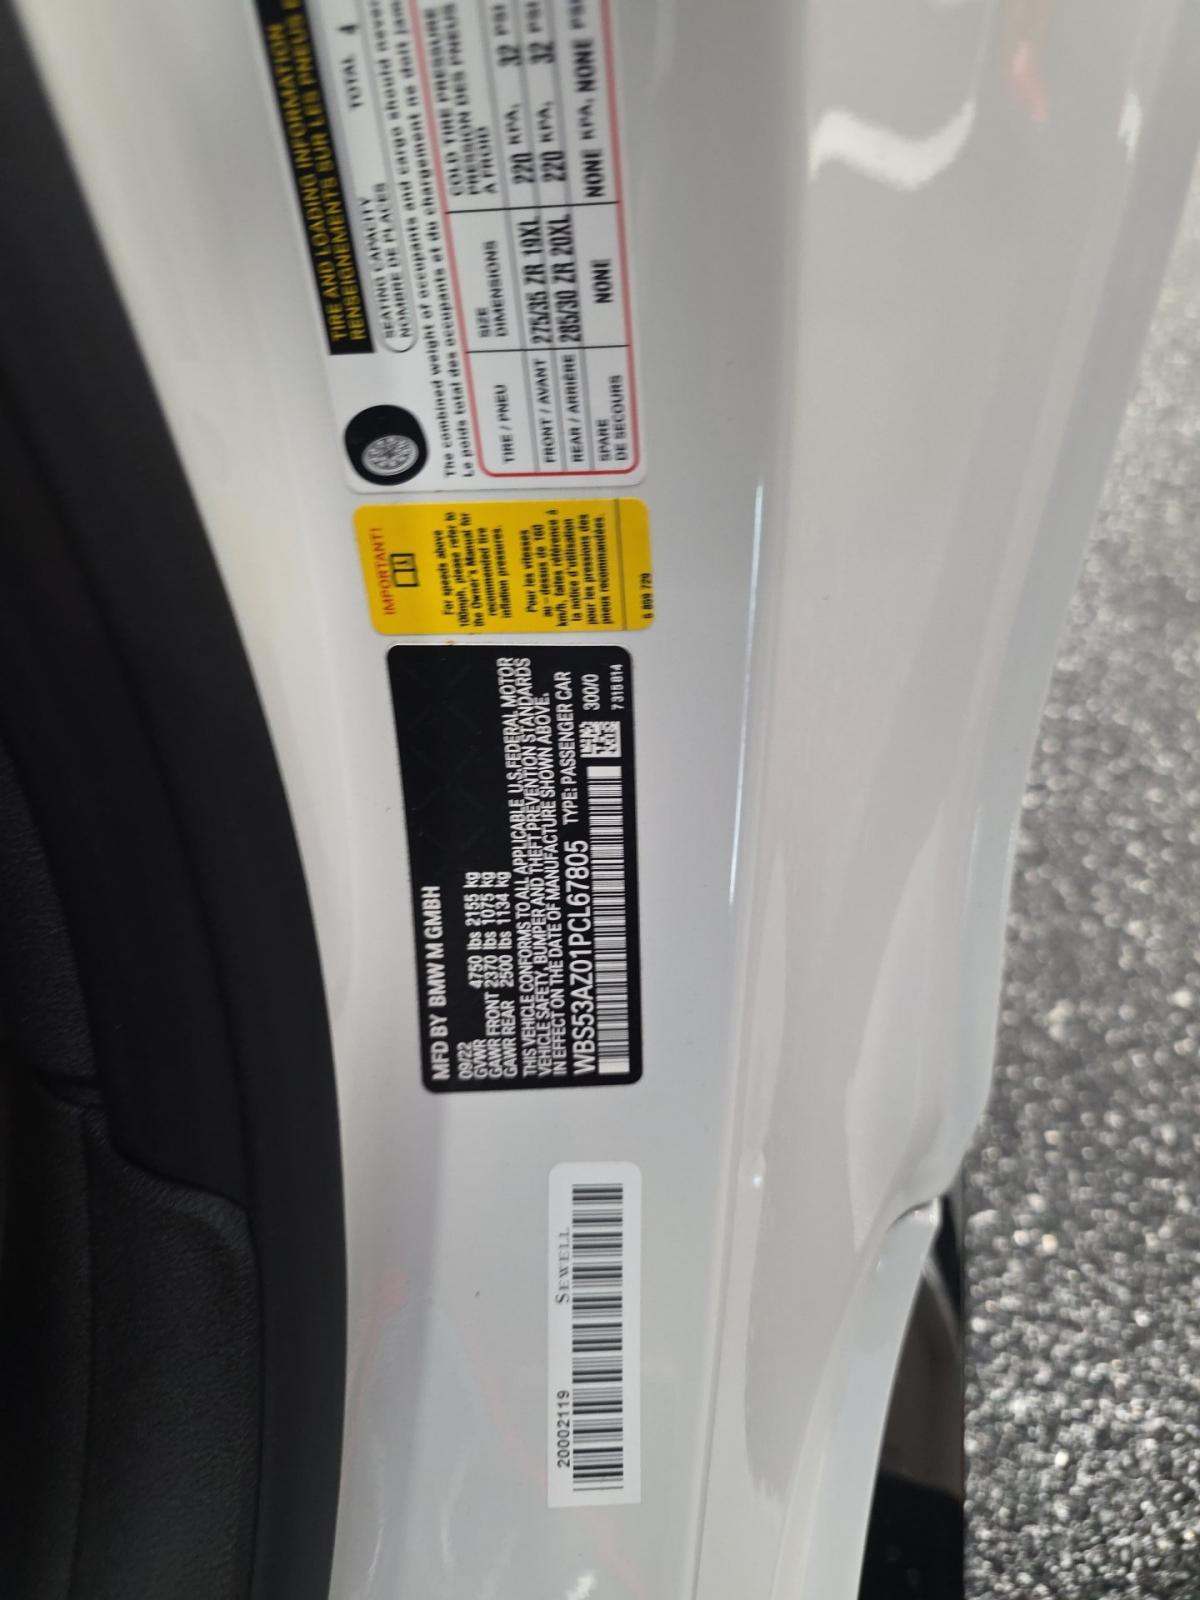 TIRE AND LOADING INFORMATION
RENSEIGNEMENTS SUR LES PNEUS
SEATING CAPACITY
NOMBRE DE PLACES
TOTAL 4
The combined weight of occupants and cargo should never
Le poids total des occupants et du chargement ne doit jam
TIRE / PNEU
SIZE
DIMENSIONS
COLD TIRE PRESSURE
PRESSION DES PNEUS
A FROID
FRONT / AVANT 275/35 ZR 19XL 220 KPA, 32 PSI
REAR / ARRIÈRE 285/30 ZR 20XL 220 KPA, 32 PSI
SPARE
DE SECOURS
NONE NONE KPA, NONE PSI
IMPORTANT!
For speeds above
100mph, please refer to
the Owner's Manual for
recommended tire
inflation pressures.
Pour les vitesses
au - dessus de 160
km/h, faites référence à
la notice d'utilisation
pour les pressions des
pneus recommandées.
6 859 729
MFD BY BMW M GMBH
09/22
GVWR 4750 lbs 2155 kg
GAWR FRONT 2370 lbs 1075 kg
GAWR REAR 2500 lbs 1134 kg
THIS VEHICLE CONFORMS TO ALL APPLICABLE U.S.FEDERAL MOTOR
VEHICLE SAFETY, BUMPER AND THEFT PREVENTION STANDARDS
IN EFFECT ON THE DATE OF MANUFACTURE SHOWN ABOVE.
WBS53AZ01PCL67805 TYPE: PASSENGER CAR
300/0
7 316 014
20002119 SEWELL